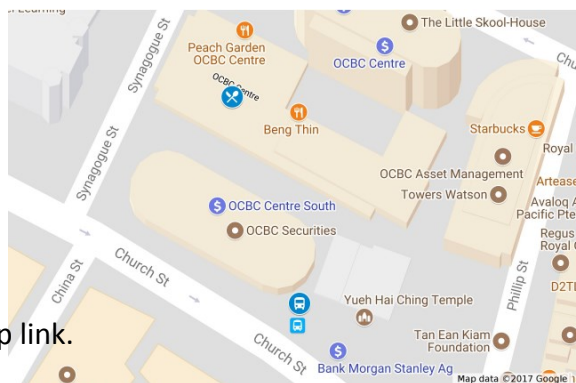 The Little Skool-House
Synagogue St
Peach Garden
OCBC Centre
OCBC Centre
OCBC Centre
Beng Thin
Starbucks
Royal
OCBC Asset Management
Towers Watson
Artease
Avaloq A
Pacific Pte
Regus
Royal
D2TL
Synagogue St
OCBC Centre South
OCBC Securities
Church St
China St
Yueh Hai Ching Temple
Phillip St
p link.
Tan Ean Kiam
Foundation
Church St
Bank Morgan Stanley Ag
Map data ©2017 Google